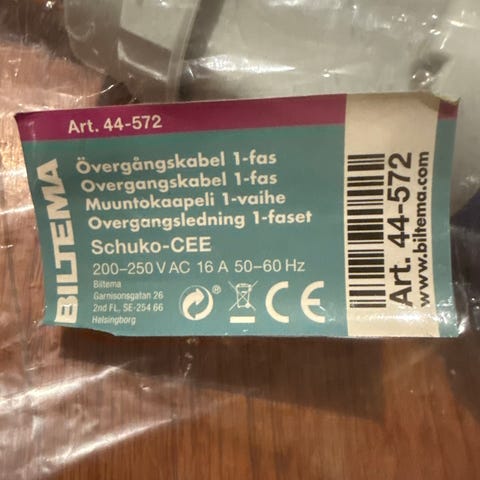 Art. 44-572
BILTEMA
Övergångskabel 1-fas
Overgangskabel 1-fas
Muuntokaapeli 1-vaihe
Overgangsledning 1-faset
Schuko-CEE
200–250 V AC 16 A 50–60 Hz
Biltema
Garnisonsgatan 26
2nd FL, SE-254 66
Helsingborg
®
CE
Art. 44-572
www.biltema.com